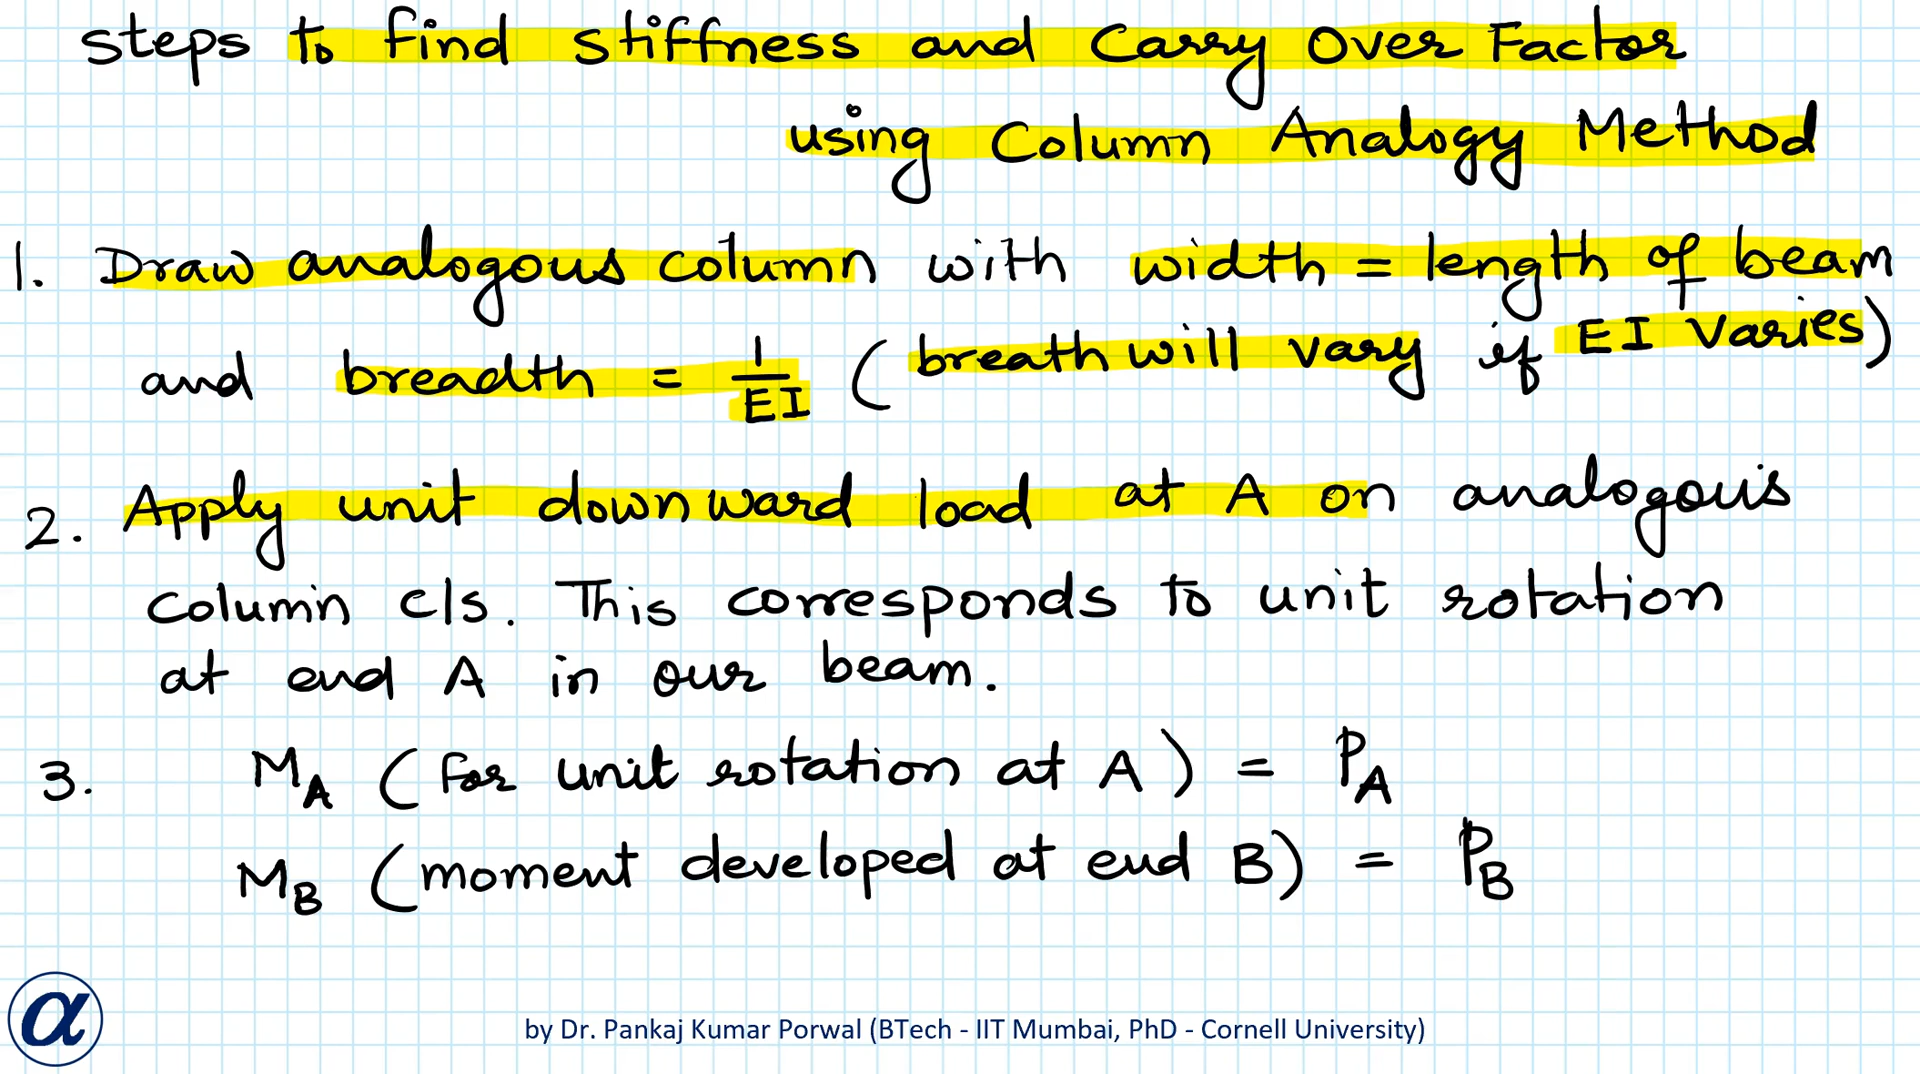 steps to find stiffness and Carry Over Factor
using Column Analogy Method
1. Draw analogous column with width = length of beam
and breadth = 1/EI (breath will vary if EI varies)
2. Apply unit downward load at A on analogous
column c/s. This corresponds to unit rotation
at end A in our beam.
3. M_A (for unit rotation at A) = P_A
M_B (moment developed at end B) = P_B
α by Dr. Pankaj Kumar Porwal (BTech - IIT Mumbai, PhD - Cornell University)